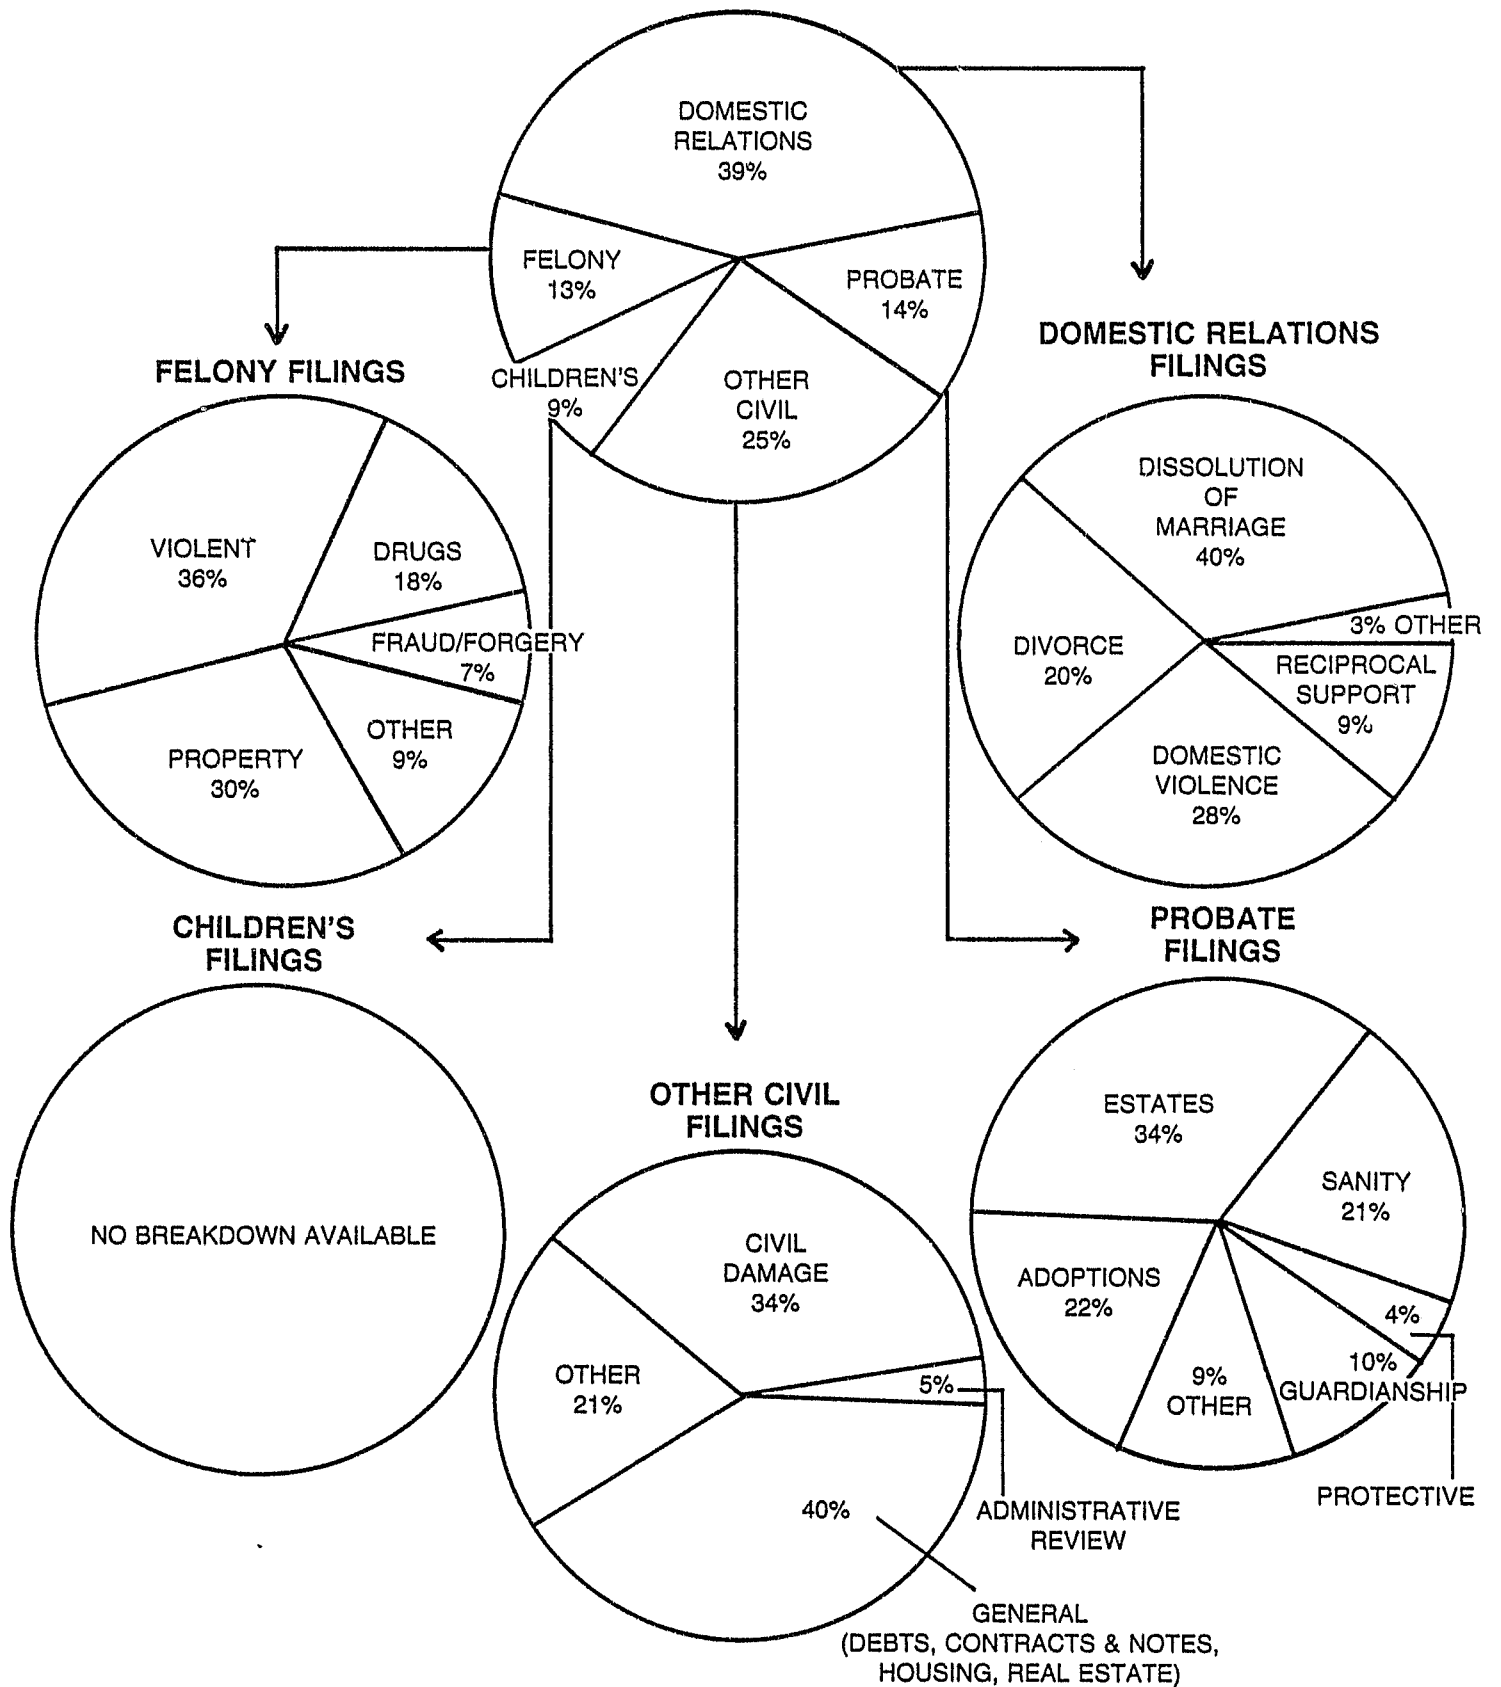 DOMESTIC
RELATIONS
39%
FELONY
13%
PROBATE
14%
CHILDREN'S
9%
OTHER
CIVIL
25%
FELONY FILINGS
VIOLENT
36%
DRUGS
18%
FRAUD/FORGERY
7%
OTHER
9%
PROPERTY
30%
DOMESTIC RELATIONS
FILINGS
DISSOLUTION
OF
MARRIAGE
40%
3% OTHER
DIVORCE
20%
RECIPROCAL
SUPPORT
9%
DOMESTIC
VIOLENCE
28%
CHILDREN'S
FILINGS
NO BREAKDOWN AVAILABLE
OTHER CIVIL
FILINGS
CIVIL
DAMAGE
34%
OTHER
21%
5%
ADMINISTRATIVE
REVIEW
40%
GENERAL
(DEBTS, CONTRACTS & NOTES,
HOUSING, REAL ESTATE)
PROBATE
FILINGS
ESTATES
34%
SANITY
21%
ADOPTIONS
22%
4%
10%
GUARDIANSHIP
9%
OTHER
PROTECTIVE